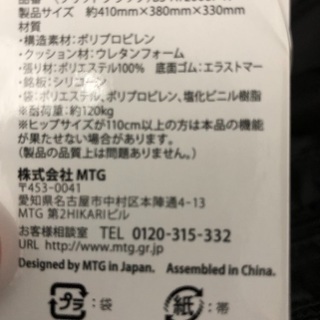 製品サイズ 約410mm×380mm×330mm
材質
・構造素材：ポリプロピレン
・クッション材：ウレタンフォーム
・張り材：ポリエステル100% 底面ゴム：エラストマー
・銘板：シリコーン
・袋：ポリエステル、ポリプロピレン、塩化ビニル樹脂
※耐荷重：約120kg
※ヒップサイズが110cm以上の方は本品の機能
が果たせない場合があります。
(製品の品質上は問題ありません。)
株式会社 MTG
〒453-0041
愛知県名古屋市中村区本陣通4-13
MTG 第2HIKARIビル
お客様相談室 TEL 0120-315-332
URL http://www.mtg.gr.jp
Designed by MTG in Japan. Assembled in China.
プラ：袋 紙：帯